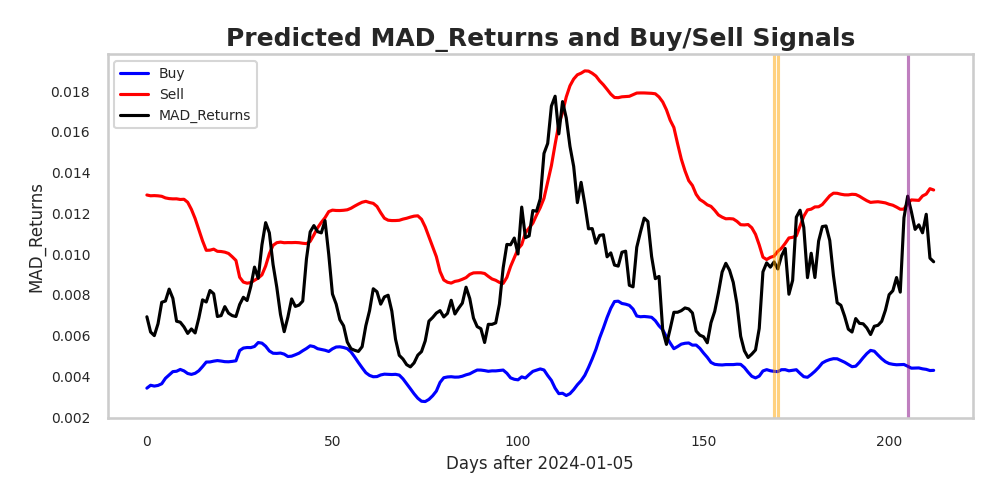 Predicted MAD_Returns and Buy/Sell Signals
Buy
Sell
MAD_Returns
0.018
0.016
0.014
0.012
0.010
0.008
0.006
0.004
0.002
MAD_Returns
0 50 100 150 200
Days after 2024-01-05